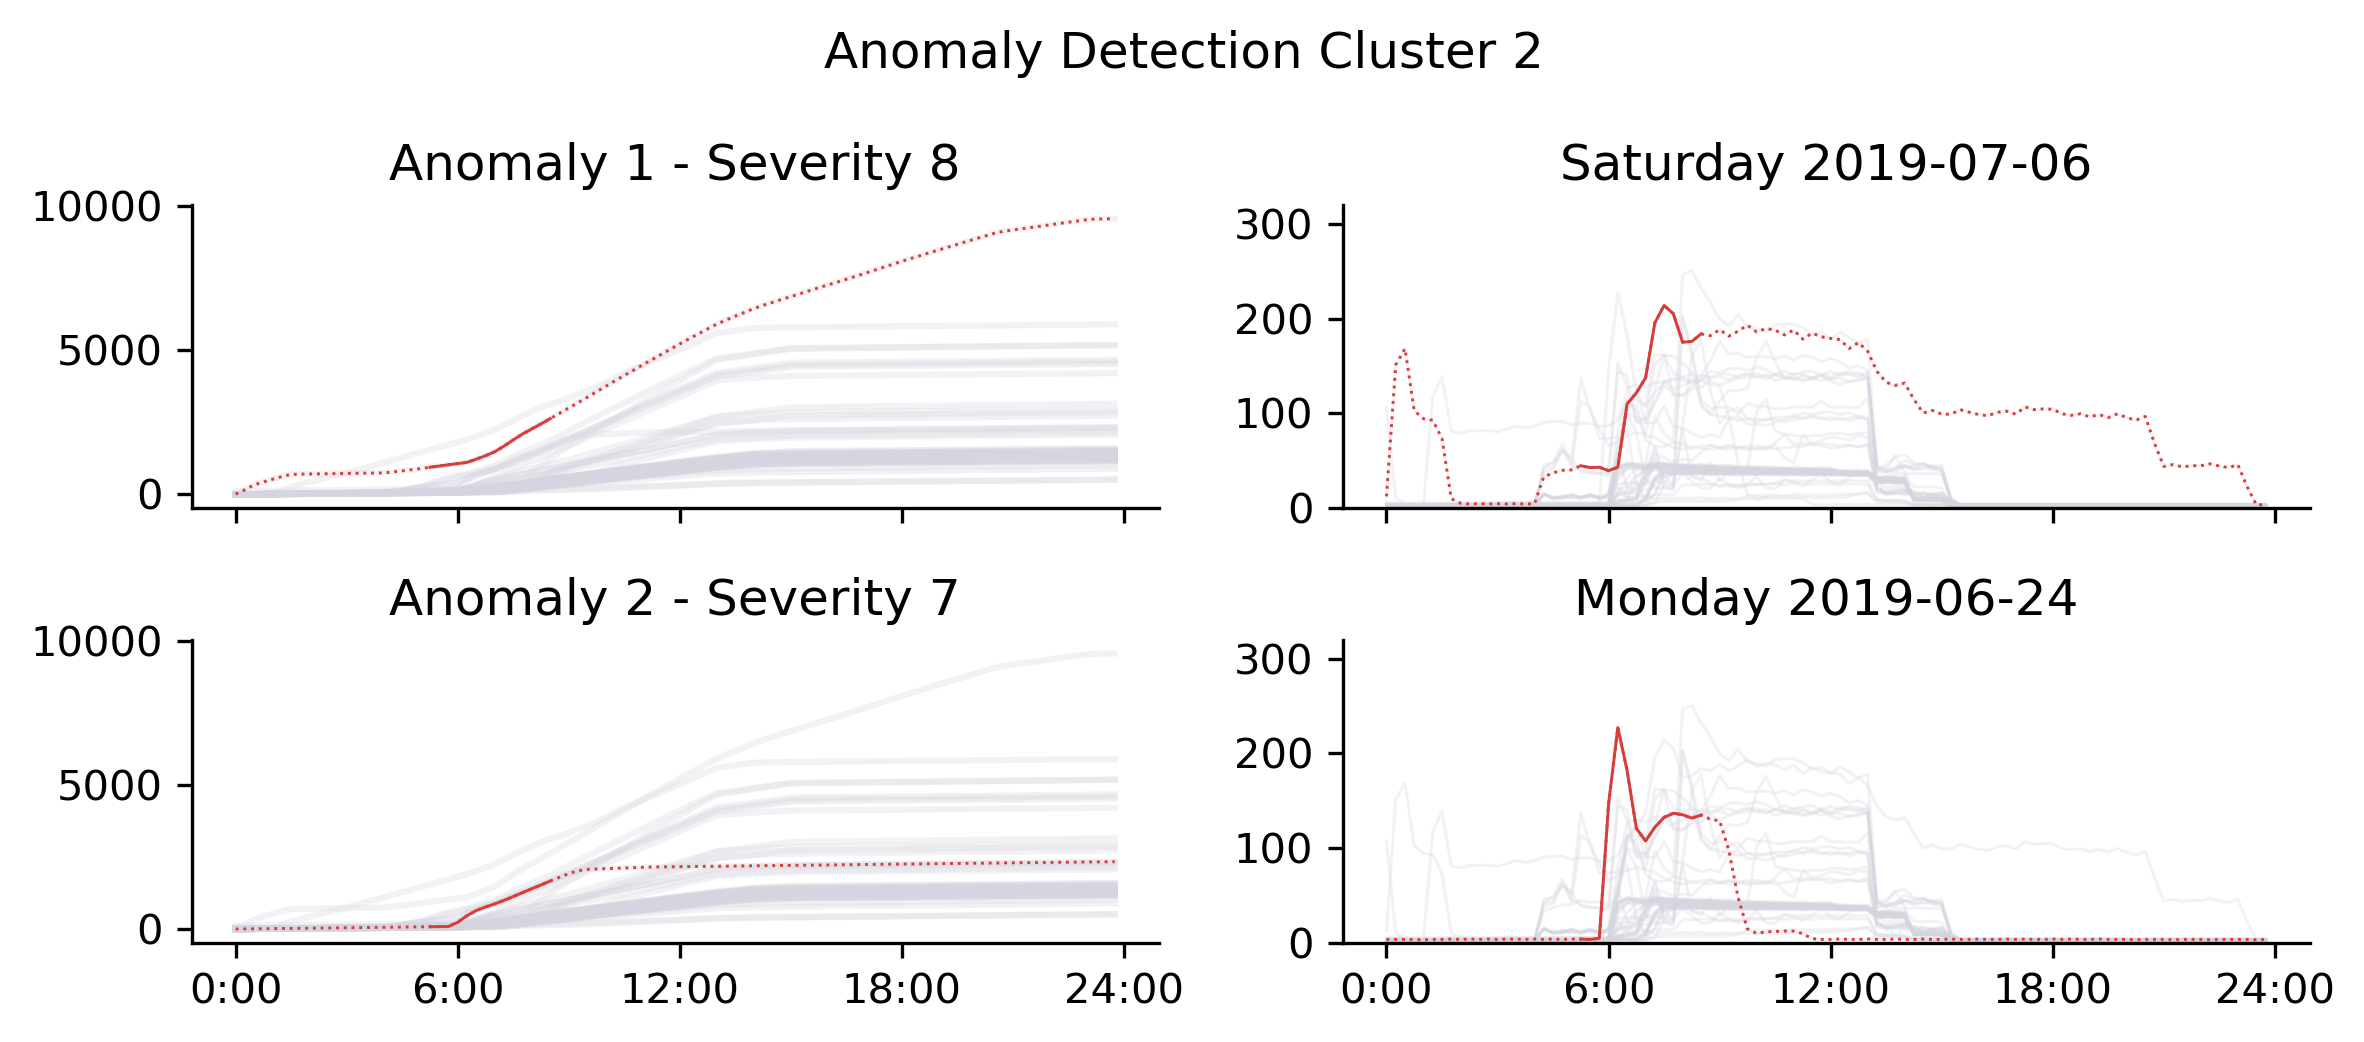 Anomaly Detection Cluster 2
Anomaly 1 - Severity 8
10000
5000
0
Saturday 2019-07-06
300
200
100
0
Anomaly 2 - Severity 7
10000
5000
0
0:00 6:00 12:00 18:00 24:00
Monday 2019-06-24
300
200
100
0
0:00 6:00 12:00 18:00 24:00